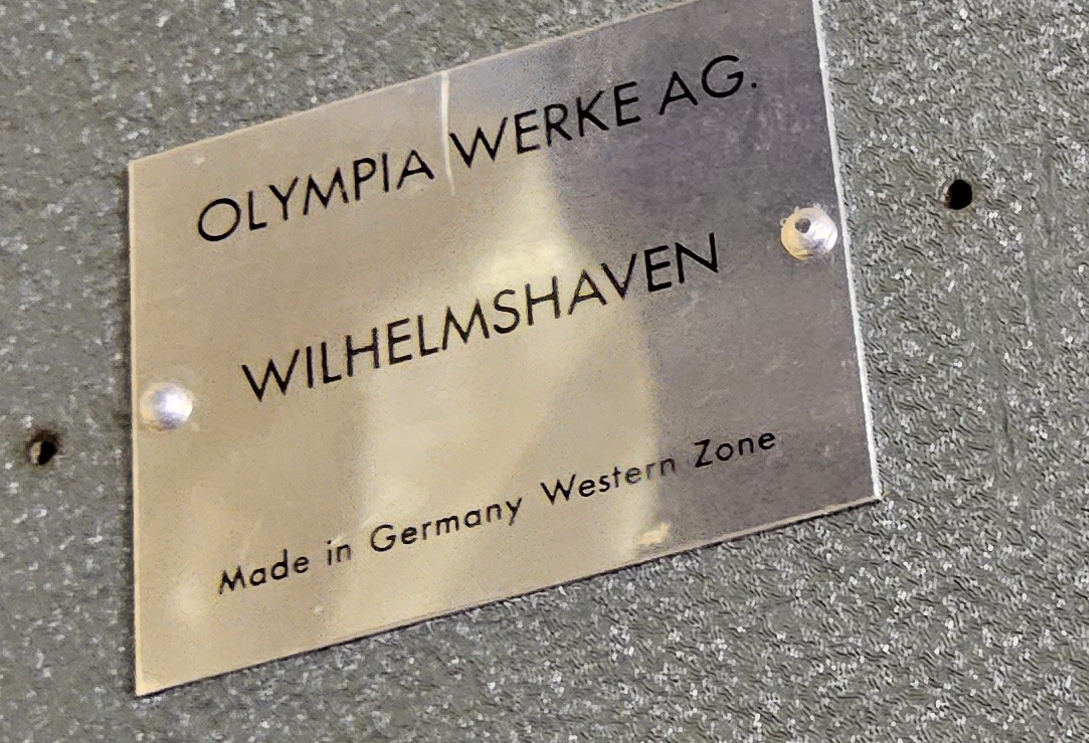 OLYMPIA WERKE AG.
WILHELMSHAVEN
Made in Germany Western Zone